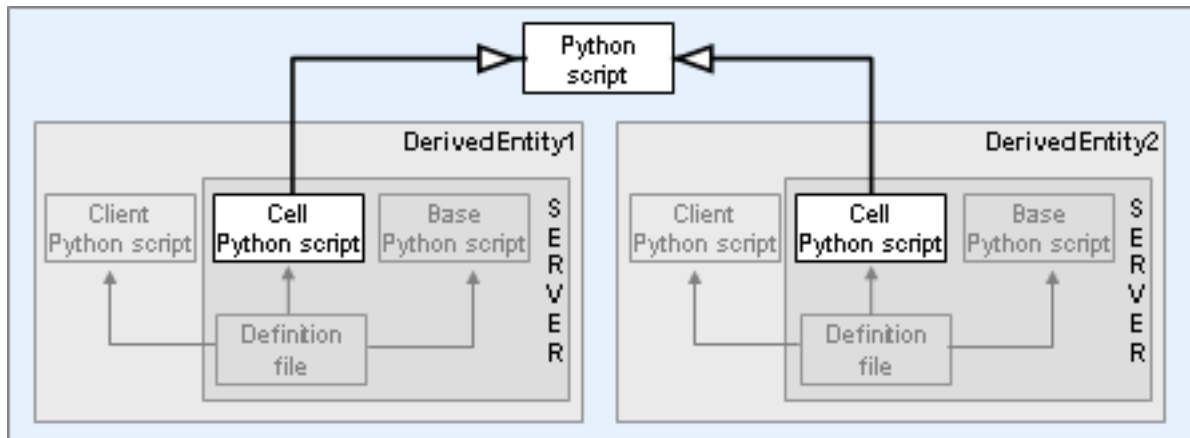 Python
script
DerivedEntity1
Client
Python script
Cell
Python script
Base
Python script
S
E
R
V
E
R
Definition
file
DerivedEntity2
Client
Python script
Cell
Python script
Base
Python script
S
E
R
V
E
R
Definition
file